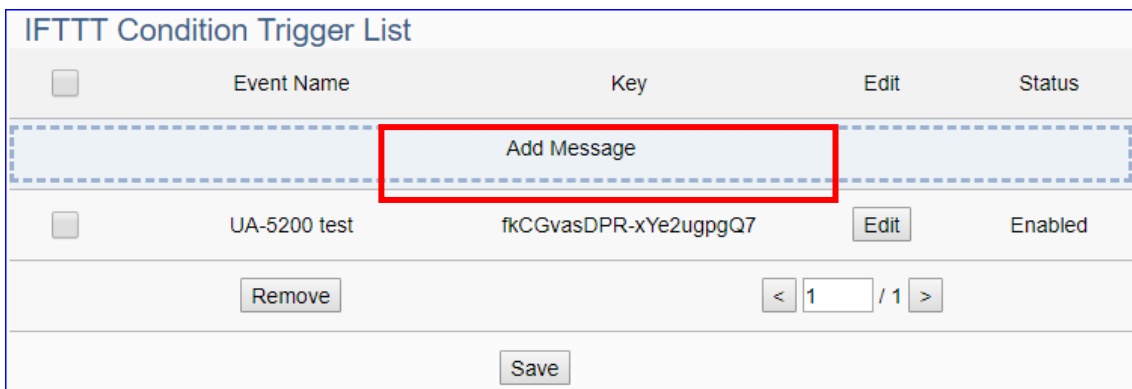 IFTTT Condition Trigger List
Event Name Key Edit Status
Add Message
UA-5200 test fkCGvasDPR-xYe2ugpgQ7 Edit Enabled
Remove < 1 / 1 >
Save